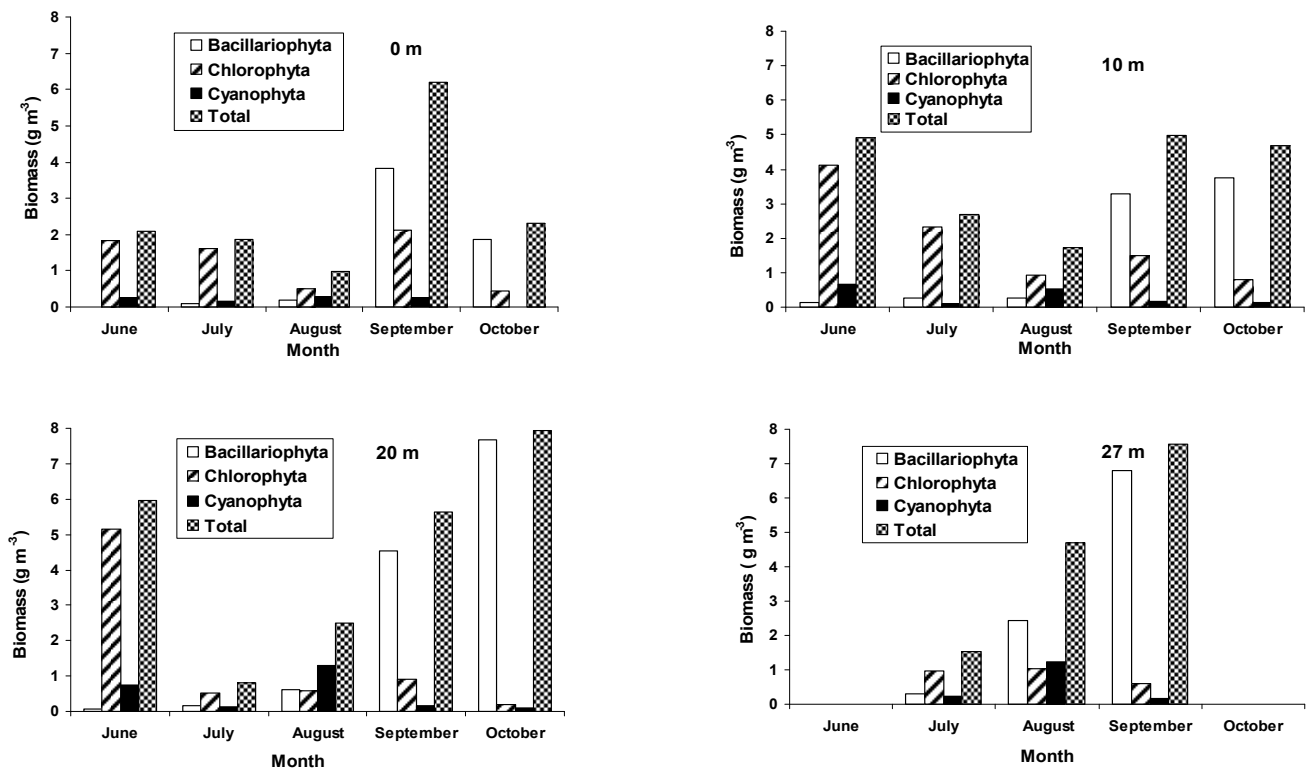 8
7
6
5
4
3
2
1
0
Biomass (g m-3)
Bacillariophyta
Chlorophyta
Cyanophyta
Total
0 m
June July August September October
Month
8
7
6
5
4
3
2
1
0
Biomass (g m-3)
Bacillariophyta
Chlorophyta
Cyanophyta
Total
10 m
June July August September October
Month
8
7
6
5
4
3
2
1
0
Biomass (g m-3)
Bacillariophyta
Chlorophyta
Cyanophyta
Total
20 m
June July August September October
Month
8
7
6
5
4
3
2
1
0
Biomass ( g m-3)
Bacillariophyta
Chlorophyta
Cyanophyta
Total
27 m
June July August September October
Month